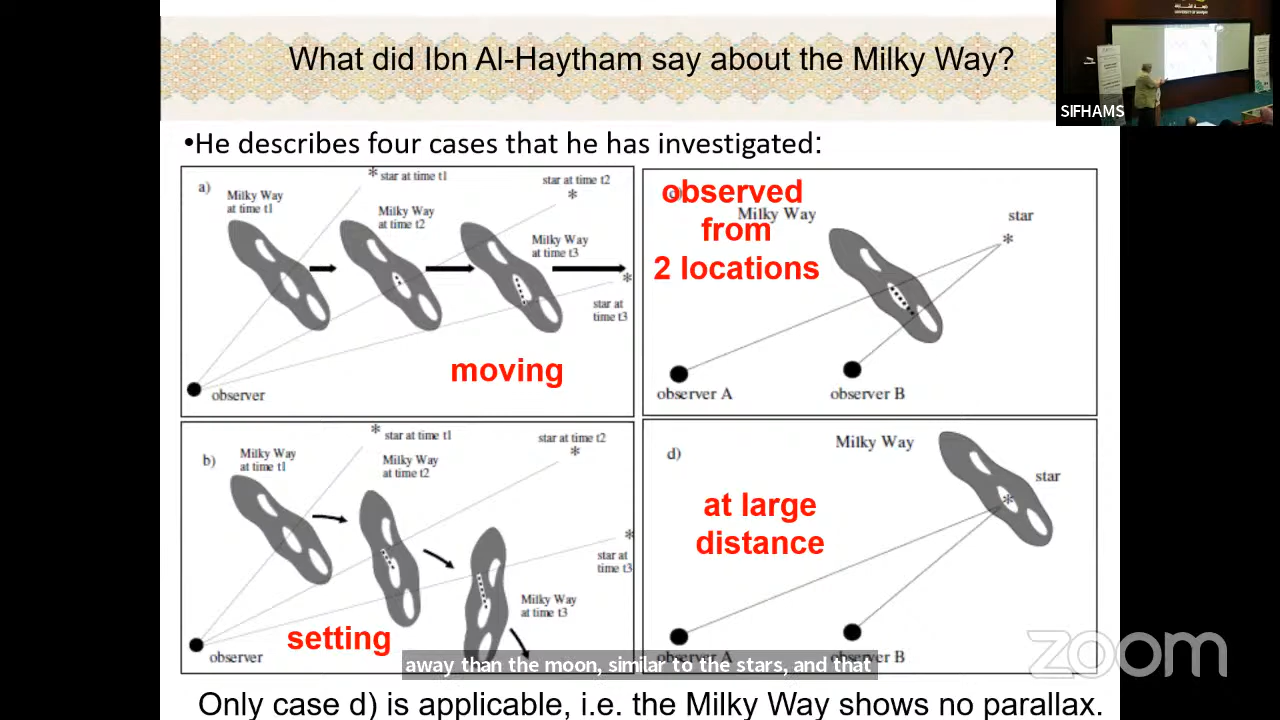 What did Ibn Al-Haytham say about the Milky Way?
SIFHAMS
•He describes four cases that he has investigated:
a)
Milky Way
at time t1
* star at time t1
Milky Way
at time t2
star at time t2
*
Milky Way
at time t3
*
star at
time t3
moving
observer
observed
from
2 locations
Milky Way
star
*
observer A
observer B
b)
Milky Way
at time t1
* star at time t1
Milky Way
at time t2
star at time t2
*
*
star at
time t3
Milky Way
at time t3
setting
observer
d)
Milky Way
star
*
at large
distance
observer A
observer B
zoom
away than the moon, similar to the stars, and that
Only case d) is applicable, i.e. the Milky Way shows no parallax.